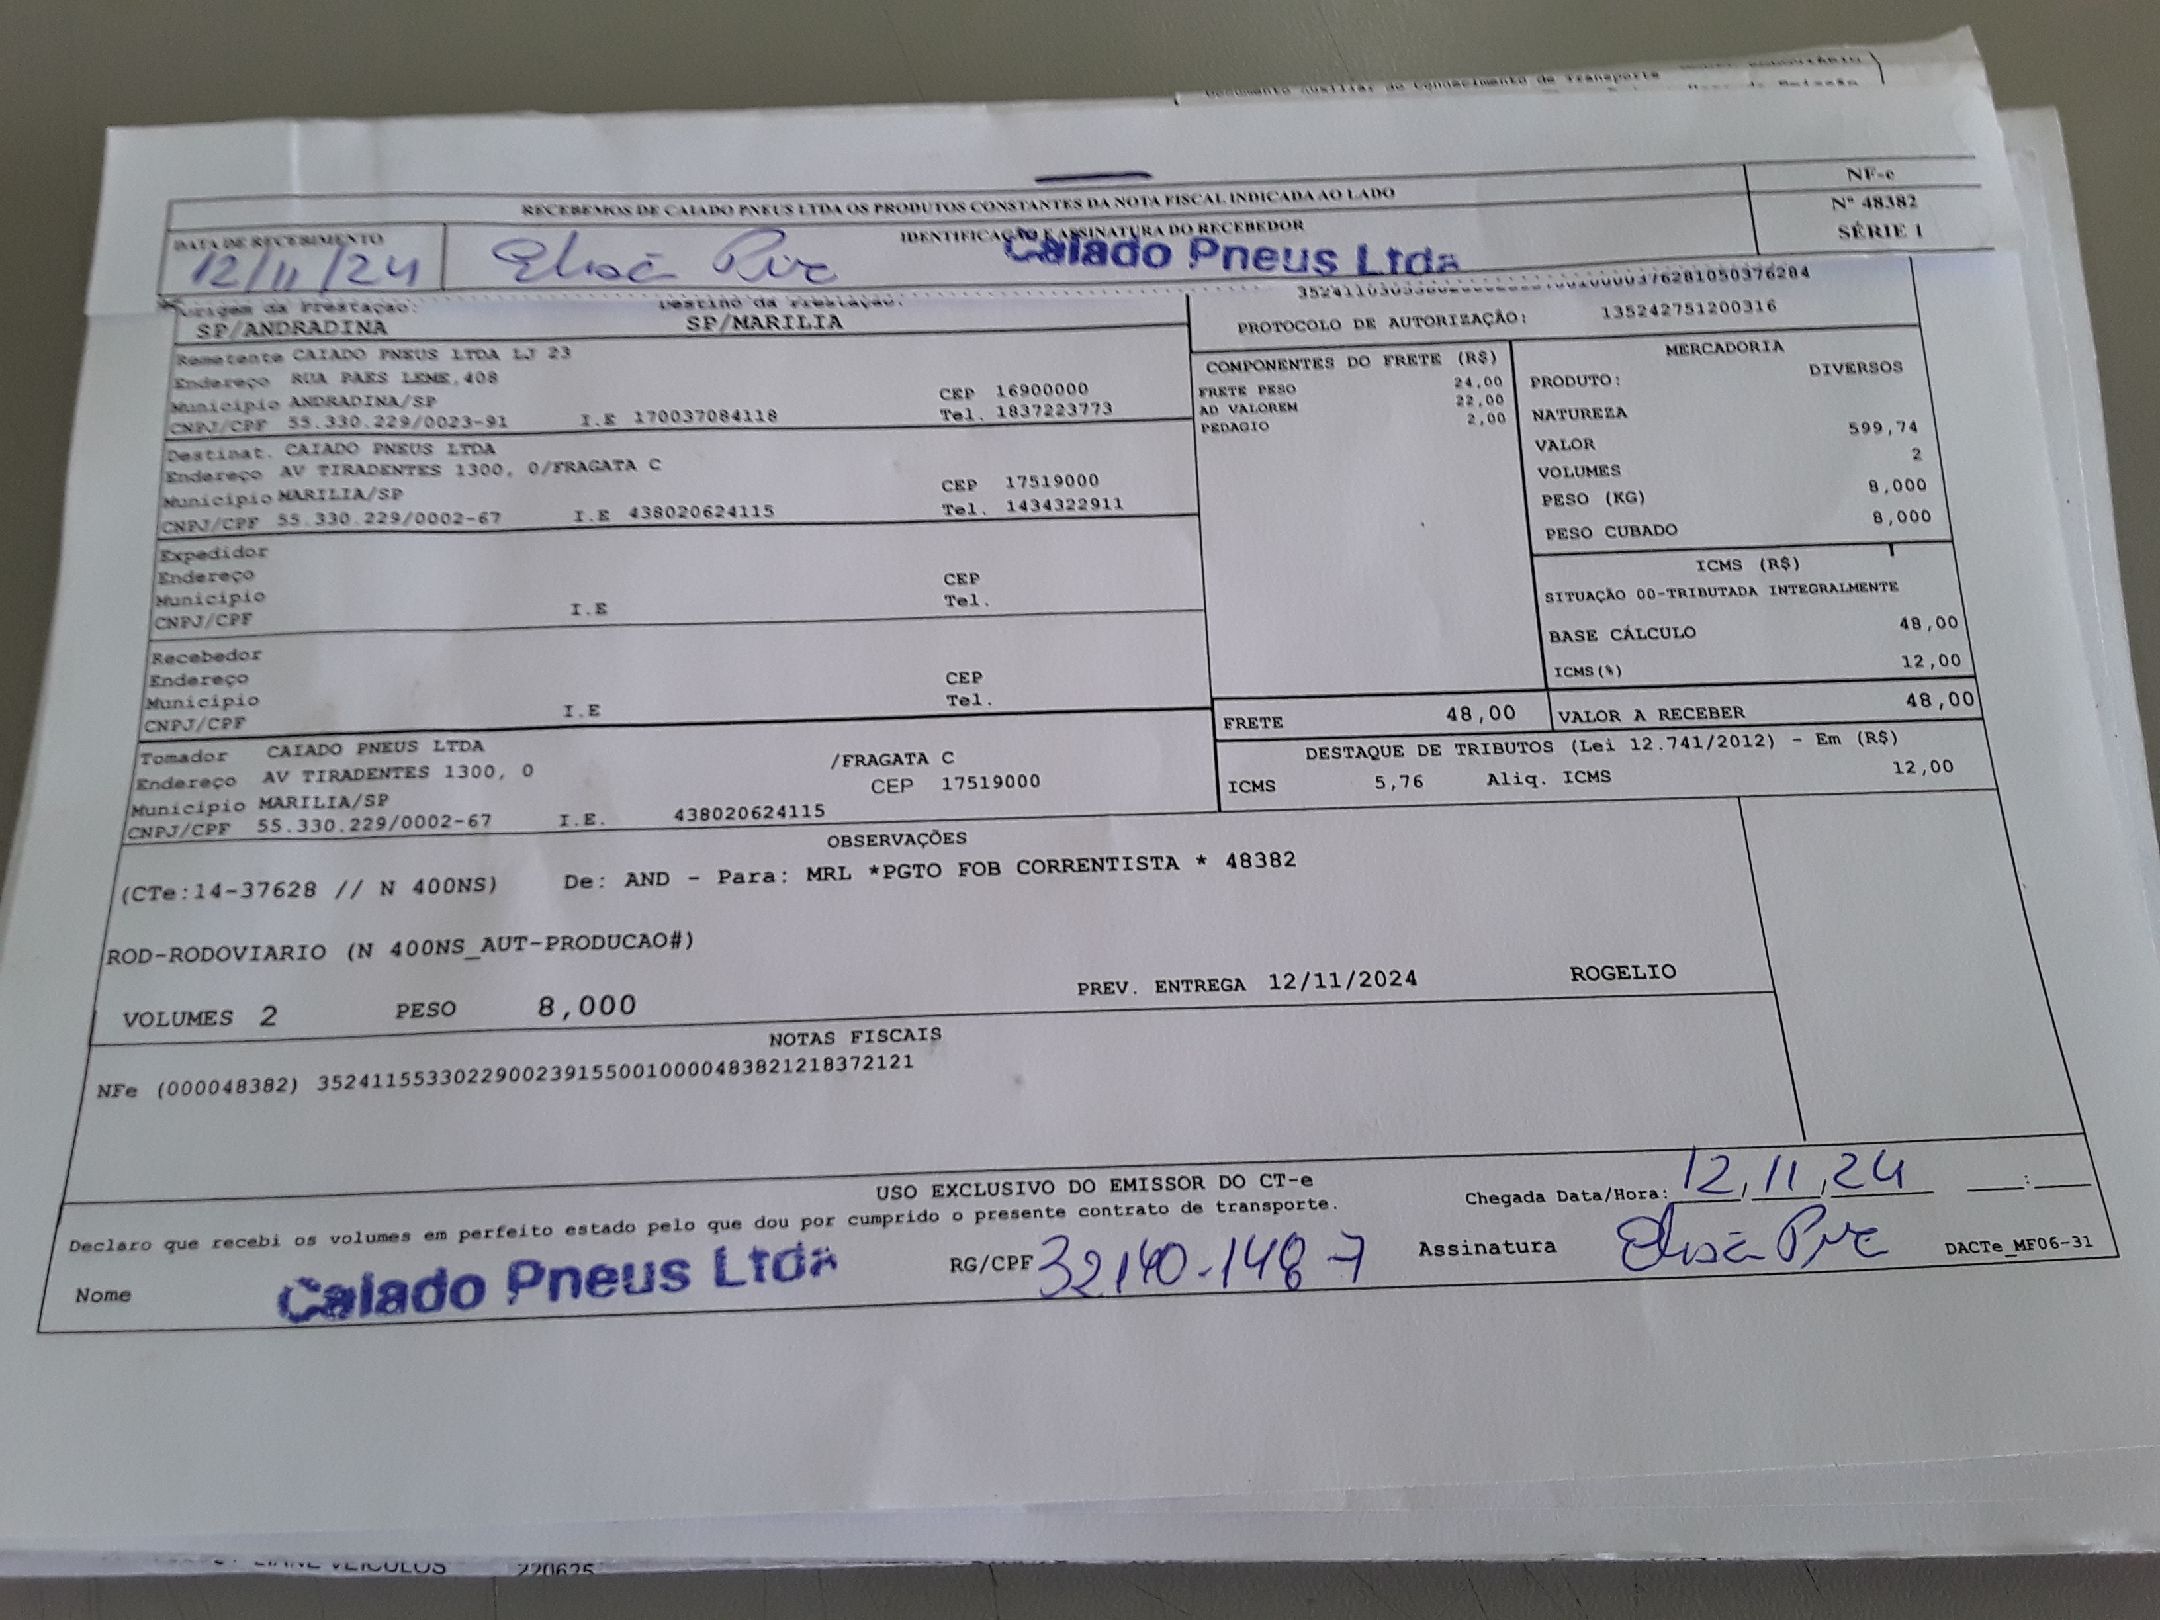 Documento Auxiliar do Conhecimento de Transporte
RECEBEMOS DE CAIADO PNEUS LTDA OS PRODUTOS CONSTANTES DA NOTA FISCAL INDICADA AO LADO
NF-e
Nº 48382
SÉRIE 1
DATA DE RECEBIMENTO
IDENTIFICAÇÃO E ASSINATURA DO RECEBEDOR
12/11/24
Caiado Pneus Ltda
Origem da Prestação: Destino da Prestação:
SP/ANDRADINA SP/MARILIA
PROTOCOLO DE AUTORIZAÇÃO: 135242751200316
Remetente CAIADO PNEUS LTDA LJ 23
Endereço RUA PAES LEME,408
Município ANDRADINA/SP CEP 16900000
CNPJ/CPF 55.330.229/0023-91 I.E 170037084118 Tel. 1837223773
Destinat. CAIADO PNEUS LTDA
Endereço AV TIRADENTES 1300, 0/FRAGATA C
Município MARILIA/SP CEP 17519000
CNPJ/CPF 55.330.229/0002-67 I.E 438020624115 Tel. 1434322911
Expedidor
Endereço
Município CEP
CNPJ/CPF I.E Tel.
Recebedor
Endereço
Município CEP
CNPJ/CPF I.E Tel.
Tomador CAIADO PNEUS LTDA
Endereço AV TIRADENTES 1300, 0 /FRAGATA C
Município MARILIA/SP CEP 17519000
CNPJ/CPF 55.330.229/0002-67 I.E. 438020624115
COMPONENTES DO FRETE (R$)
FRETE PESO 24,00
AD VALOREM 22,00
PEDAGIO 2,00
MERCADORIA
PRODUTO: DIVERSOS
NATUREZA
VALOR 599,74
VOLUMES 2
PESO (KG) 8,000
PESO CUBADO 8,000
ICMS (R$)
SITUAÇÃO 00-TRIBUTADA INTEGRALMENTE
BASE CÁLCULO 48,00
ICMS(%) 12,00
FRETE 48,00 VALOR A RECEBER 48,00
DESTAQUE DE TRIBUTOS (Lei 12.741/2012) - Em (R$)
ICMS 5,76 Aliq. ICMS 12,00
OBSERVAÇÕES
(CTe:14-37628 // N 400NS) De: AND - Para: MRL *PGTO FOB CORRENTISTA * 48382
ROD-RODOVIARIO (N 400NS_AUT-PRODUCAO#)
VOLUMES 2 PESO 8,000 PREV. ENTREGA 12/11/2024 ROGELIO
NOTAS FISCAIS
NFe (000048382) 35241155330229002391550010000483821218372121
USO EXCLUSIVO DO EMISSOR DO CT-e
Declaro que recebi os volumes em perfeito estado pelo que dou por cumprido o presente contrato de transporte.
Chegada Data/Hora: 12,11,24 :
Nome Caiado Pneus Ltda RG/CPF 32140-148-7 Assinatura DACTe_MF06-31
220625